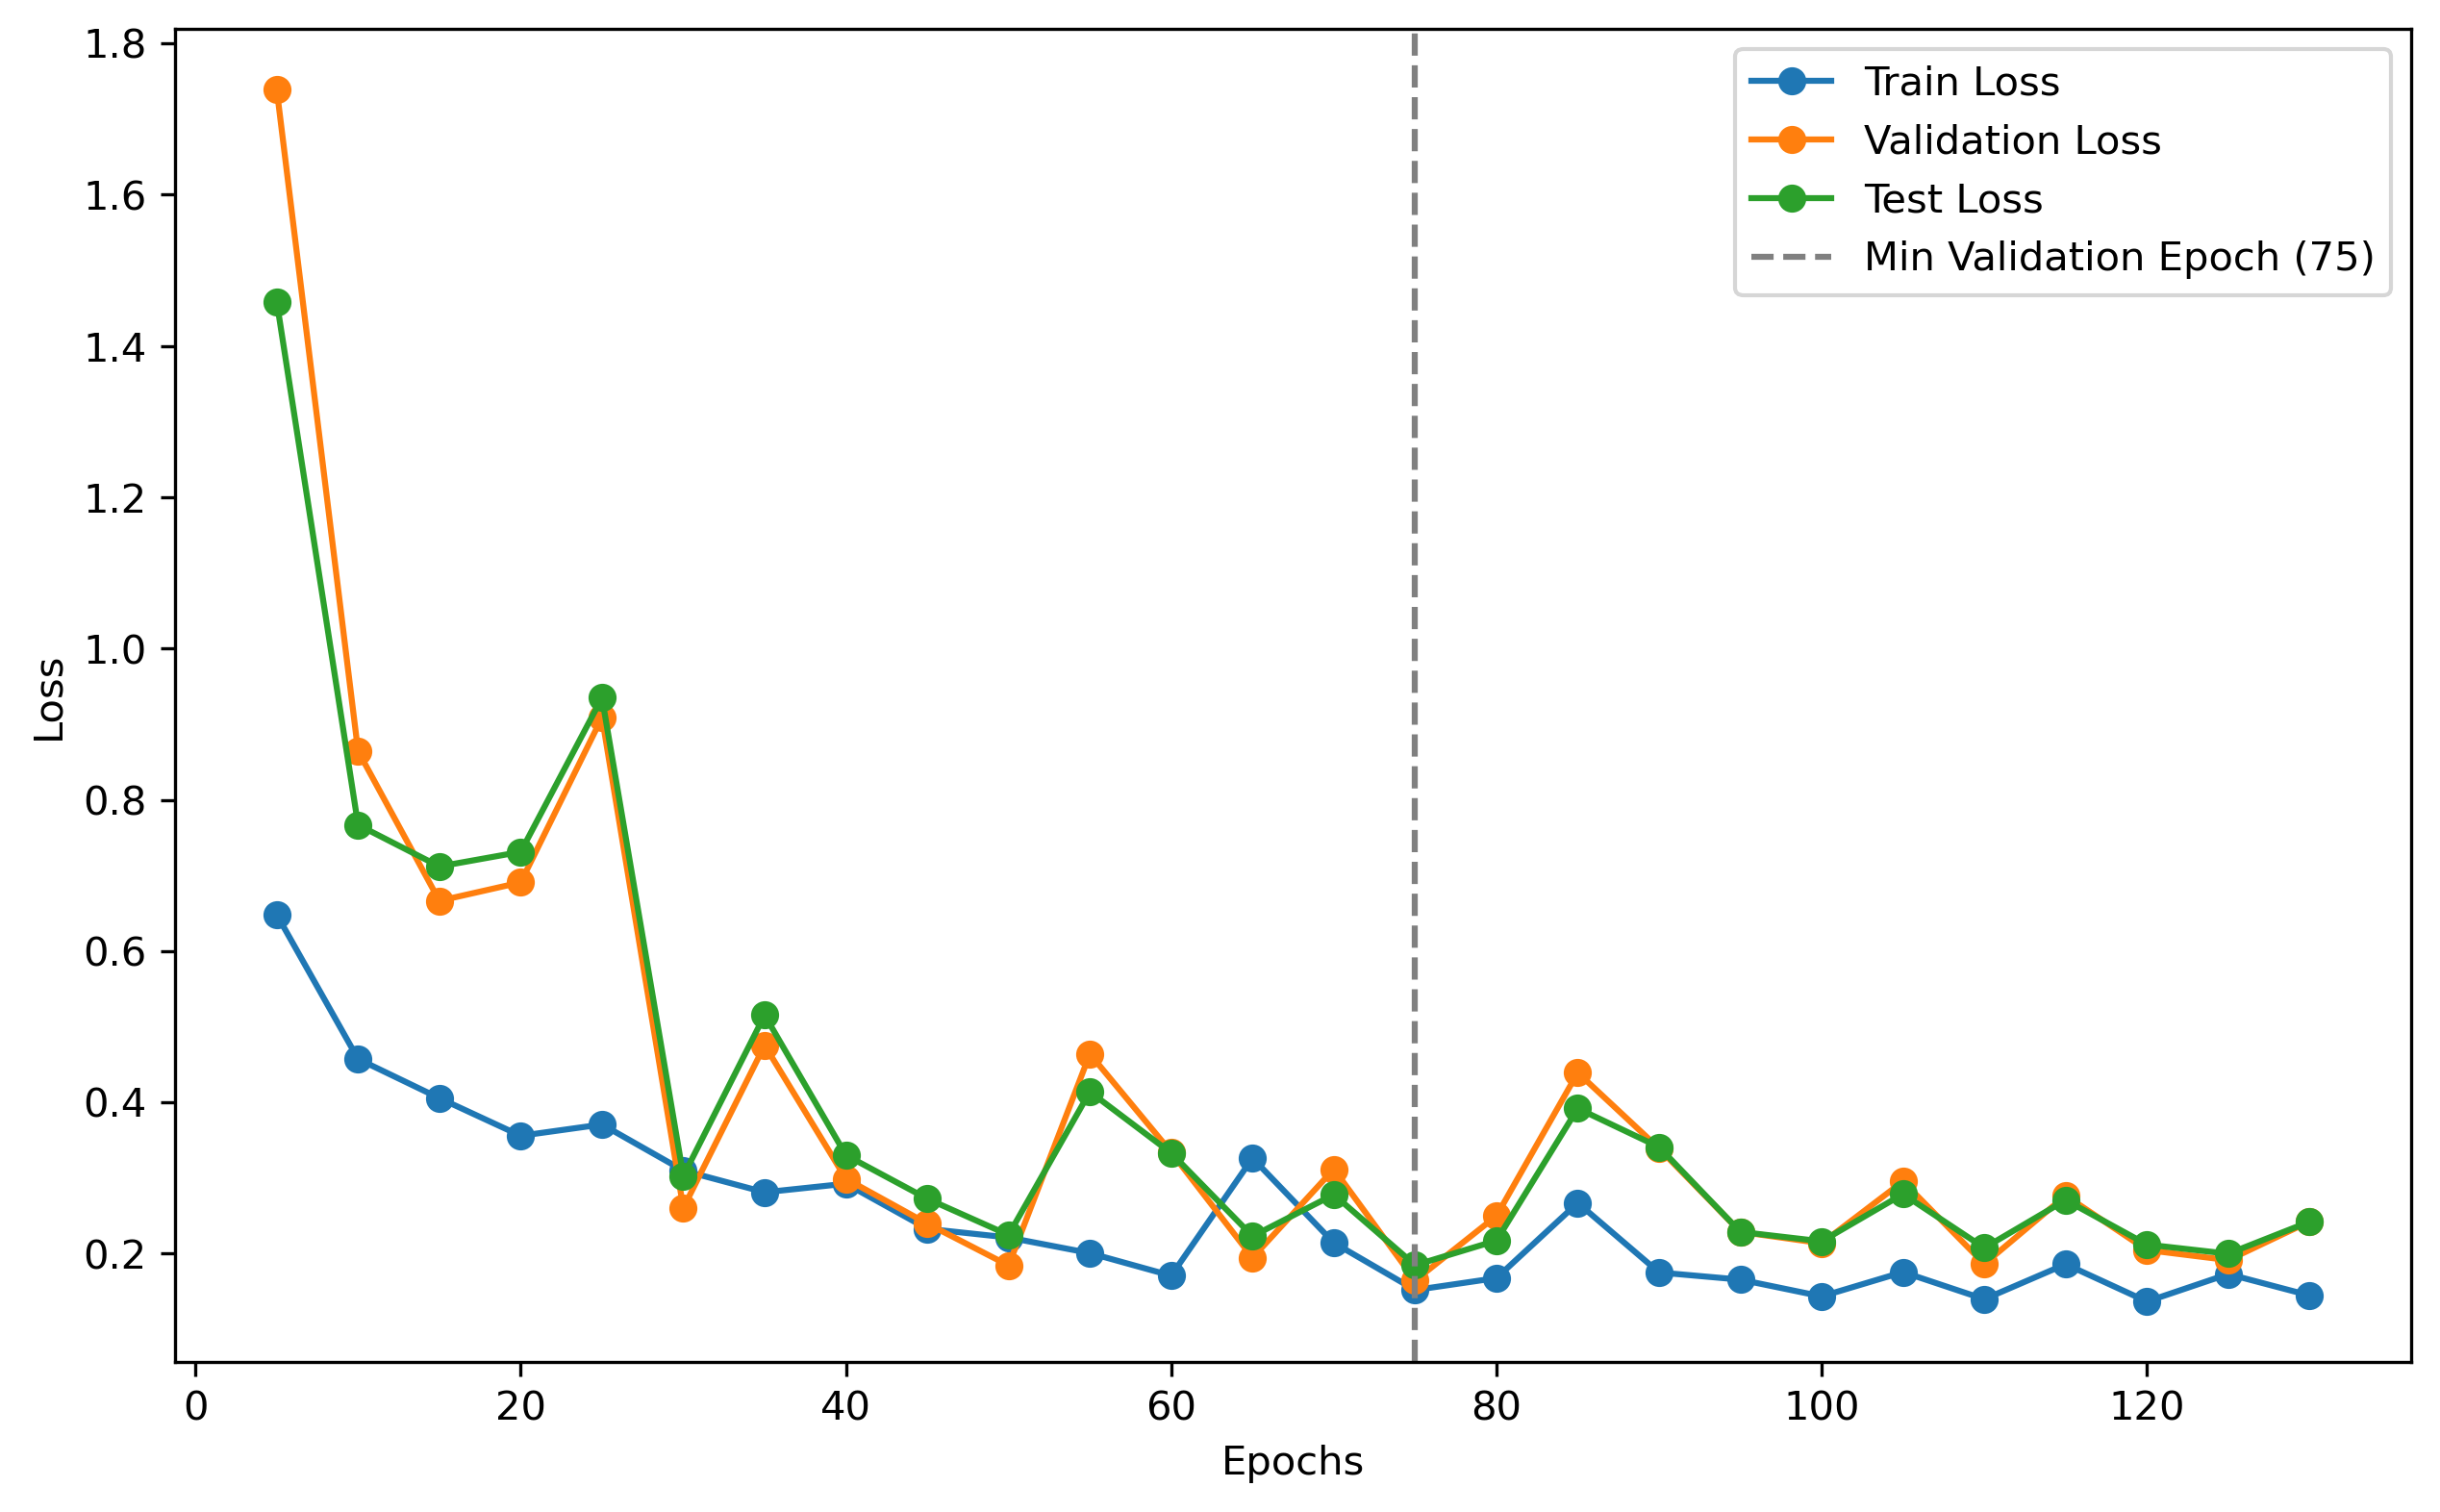 1.8
1.6
1.4
1.2
1.0
0.8
0.6
0.4
0.2
Loss
Train Loss
Validation Loss
Test Loss
Min Validation Epoch (75)
0 20 40 60 80 100 120
Epochs